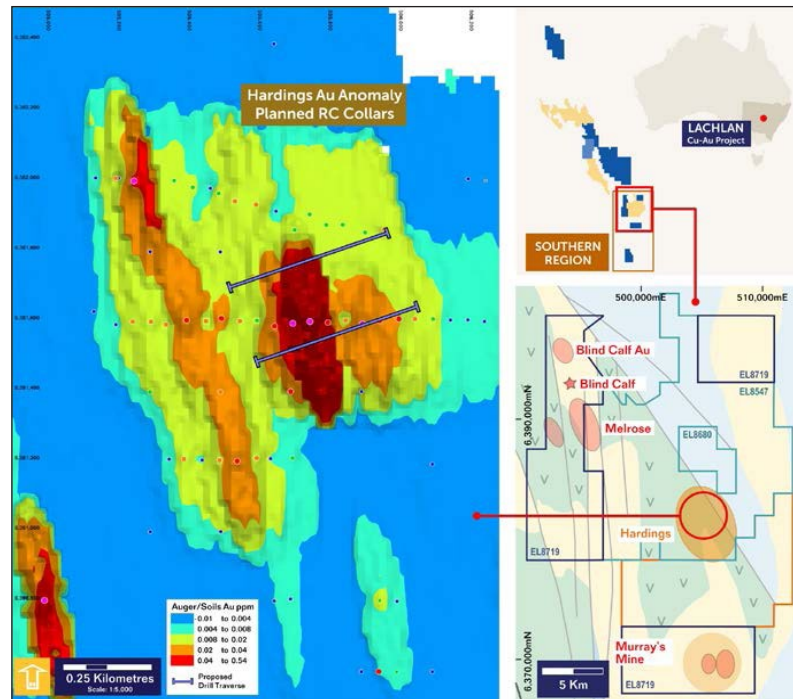 Hardings Au Anomaly
Planned RC Collars
Auger/Soils Au ppm
0.01 to 0.004
0.004 to 0.008
0.008 to 0.02
0.02 to 0.04
0.04 to 0.54
Proposed
Drill Traverse
0.25 Kilometres
Scale: 1:5,000
LACHLAN
Cu-Au Project
SOUTHERN
REGION
500,000mE
510,000mE
Blind Calf Au
EL8719
Blind Calf
EL8547
6,390,000mN
Melrose
EL8680
Hardings
EL8719
Murray's
Mine
6,370,000mN
5 Km
EL8719